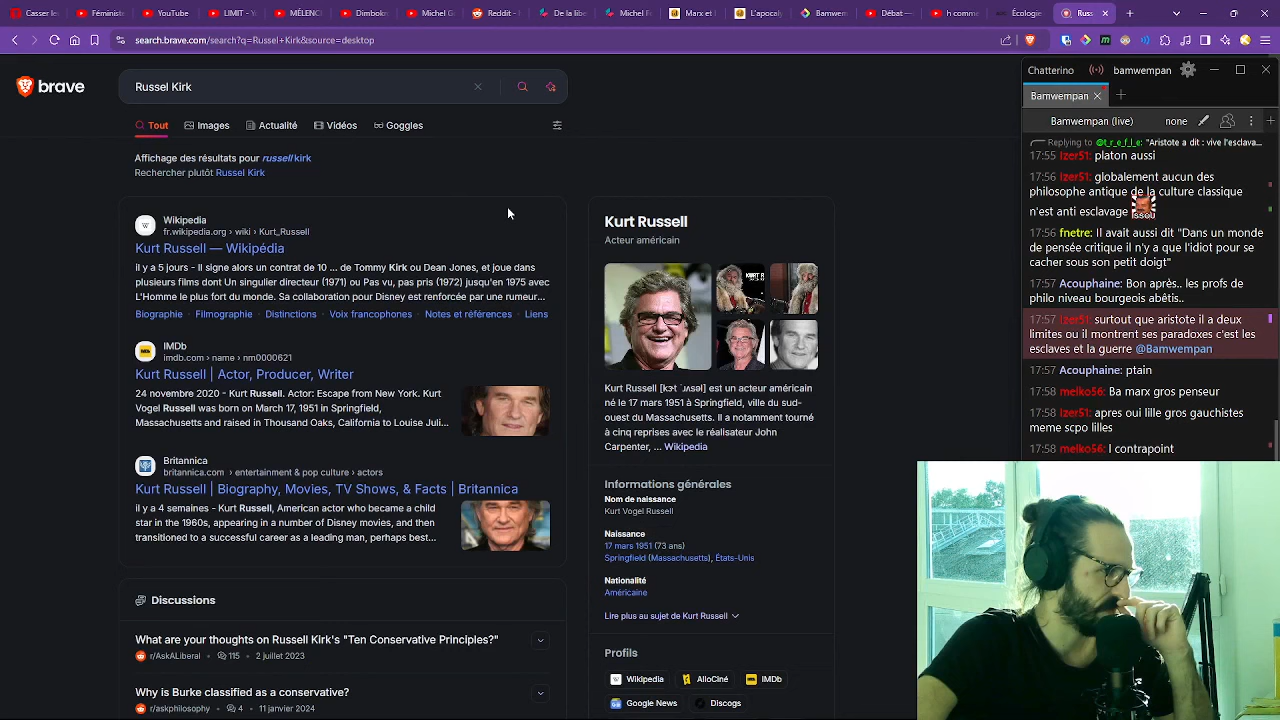 Casser les
Féminist
YouTube
LIMIT - Y
MÉLENC
Dimbok
Michel G
Reddit - I
De la libe
Michel F
Marx et l
L'apocaly
Bamwem
Débat —
h comme
Écologie
Russ
search.brave.com/search?q=Russel+Kirk&source=desktop
brave
Russel Kirk
Tout
Images
Actualité
Vidéos
Goggles
Affichage des résultats pour russell kirk
Rechercher plutôt Russel Kirk
Wikipedia
fr.wikipedia.org › wiki › Kurt_Russell
Kurt Russell — Wikipédia
il y a 5 jours - Il signe alors un contrat de 10 ... de Tommy Kirk ou Dean Jones, et joue dans
plusieurs films dont Un singulier directeur (1971) ou Pas vu, pas pris (1972) jusqu'en 1975 avec
L'Homme le plus fort du monde. Sa collaboration pour Disney est renforcée par une rumeur...
Biographie · Filmographie · Distinctions · Voix francophones · Notes et références · Liens
IMDb
imdb.com › name › nm0000621
Kurt Russell | Actor, Producer, Writer
24 novembre 2020 - Kurt Russell. Actor: Escape from New York. Kurt
Vogel Russell was born on March 17, 1951 in Springfield,
Massachusetts and raised in Thousand Oaks, California to Louise Juli...
Britannica
britannica.com › entertainment & pop culture › actors
Kurt Russell | Biography, Movies, TV Shows, & Facts | Britannica
il y a 4 semaines - Kurt Russell, American actor who became a child
star in the 1960s, appearing in a number of Disney movies, and then
transitioned to a successful career as a leading man, perhaps best...
Discussions
What are your thoughts on Russell Kirk's "Ten Conservative Principles?"
r/AskALiberal · 115 · 2 juillet 2023
Why is Burke classified as a conservative?
r/askphilosophy · 4 · 11 janvier 2024
Kurt Russell
Acteur américain
KURT
Kurt Russell [kɝt ˈɹʌsəl] est un acteur américain
né le 17 mars 1951 à Springfield, ville du sud-
ouest du Massachusetts. Il a notamment tourné
à cinq reprises avec le réalisateur John
Carpenter, ... Wikipedia
Informations générales
Nom de naissance
Kurt Vogel Russell
Naissance
17 mars 1951 (73 ans)
Springfield (Massachusetts), États-Unis
Nationalité
Américaine
Lire plus au sujet de Kurt Russell
Profils
Wikipedia
AlloCiné
IMDb
Google News
Discogs
Chatterino
bamwempan
Bamwempan
Bamwempan (live)
none
Replying to @t_r_e_f_l_e: "Aristote a dit : vive l'esclava...
17:55 Izer51: platon aussi
17:56 Izer51: globalement aucun des
philosophe antique de la culture classique
n'est anti esclavage
17:56 fnetre: Il avait aussi dit "Dans un monde
de pensée critique il n'y a que l'idiot pour se
cacher sous son petit doigt"
17:57 Acouphaine: Bon aprés.. les profs de
philo niveau bourgeois abêtis..
17:57 Izer51: surtout que aristote il a deux
limites ou il montrent ses paradoxes c'est les
esclaves et la guerre @Bamwempan
17:57 Acouphaine: ptain
17:58 melko56: Ba marx gros penseur
17:58 Izer51: apres oui lille gros gauchistes
meme scpo lilles
17:58 melko56: I contrapoint